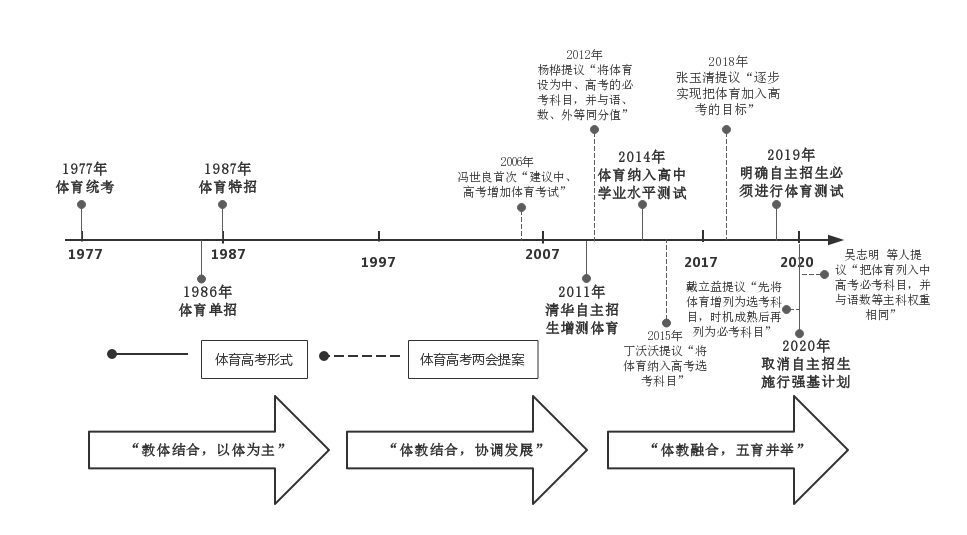 2012年
杨桦提议“将体育
设为中、高考的必
考科目，并与语、
数、外等同分值”
2018年
张玉清提议“逐步
实现把体育加入高
考的目标”
1977年
体育统考
1987年
体育特招
2006年
冯世良首次“建议中、
高考增加体育考试”
2014年
体育纳入高中
学业水平测试
2019年
明确自主招生必
须进行体育测试
1977
1987
1997
2007
2017
2020
1986年
体育单招
2011年
清华自主招
生增测体育
2015年
丁沃沃提议“将
体育纳入高考选
考科目”
戴立益提议“先将
体育增列为选考科
目，时机成熟后再
列为必考科目”
吴志明 等人提
议“把体育列入中
高考必考科目，并
与语数等主科权重
相同”
2020年
取消自主招生
施行强基计划
体育高考形式
体育高考两会提案
“教体结合，以体为主”
“体教结合，协调发展”
“体教融合，五育并举”